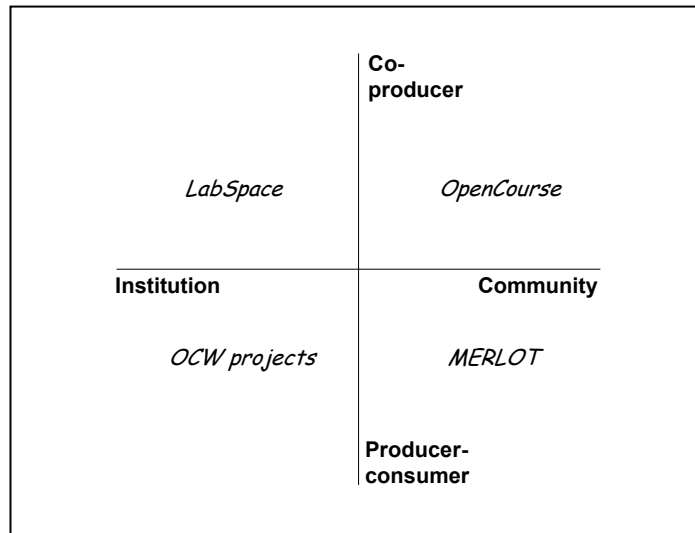 Co-
producer
LabSpace
OpenCourse
Institution
Community
OCW projects
MERLOT
Producer-
consumer